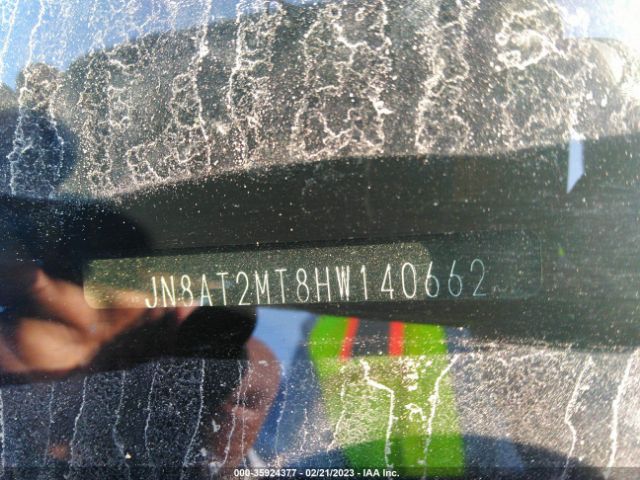 JN8AT2MT8HW140662
000-35924377 - 02/21/2023 - IAA Inc.